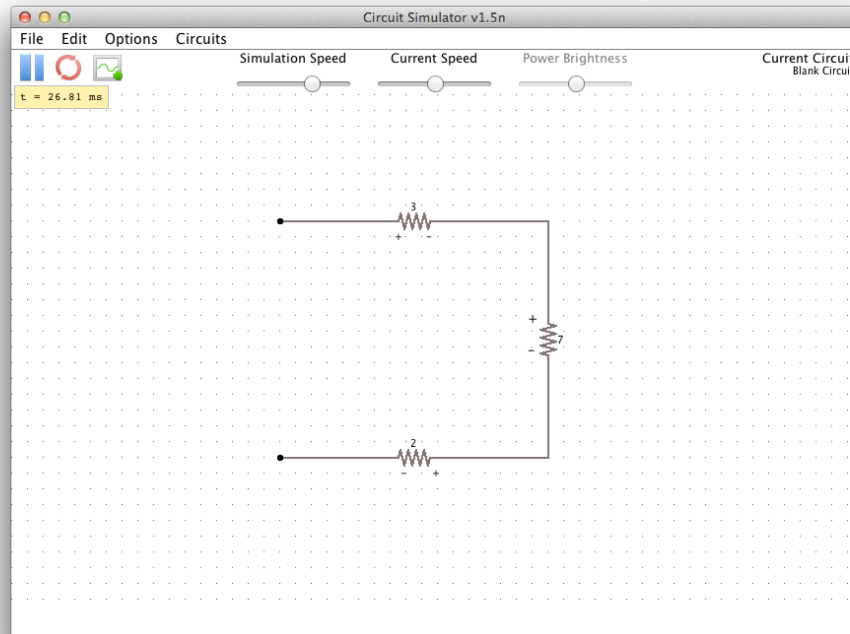 Circuit Simulator v1.5n
File Edit Options Circuits
Simulation Speed Current Speed Power Brightness Current Circui
Blank Circui
t = 26.81 ms
3
+ -
+
7
-
2
- +